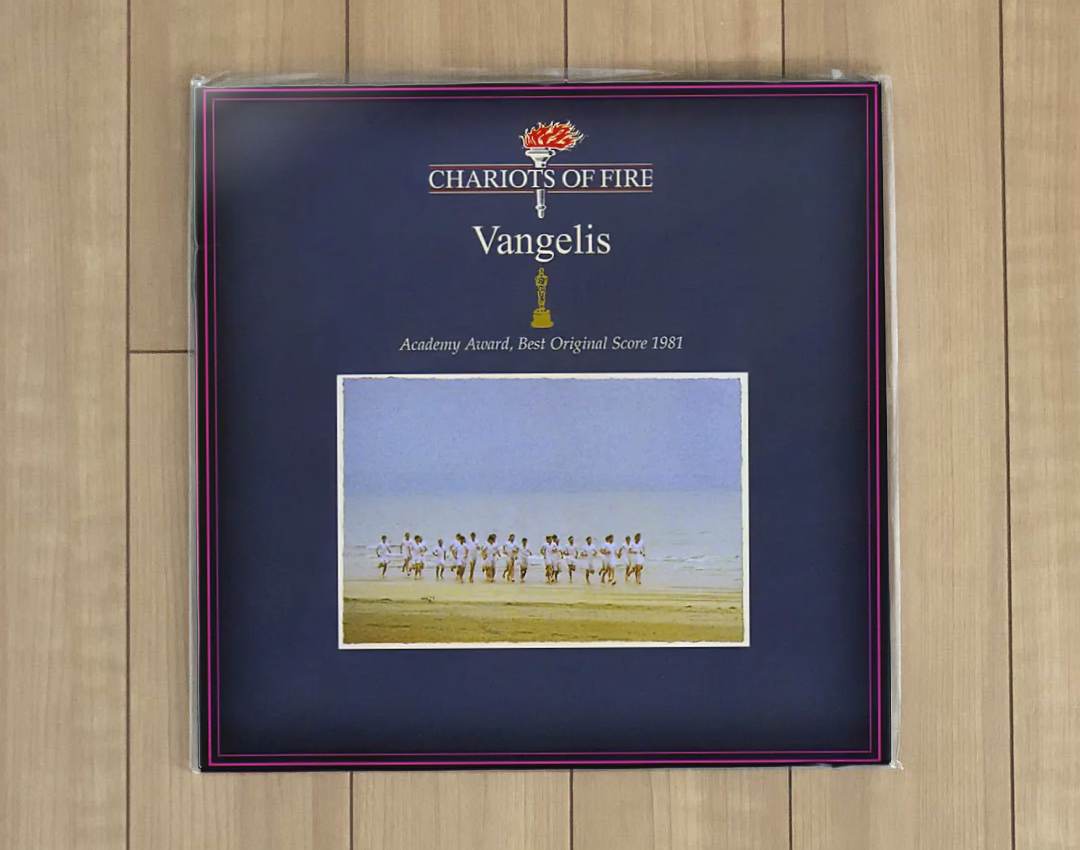 CHARIOTS OF FIRE
Vangelis
Academy Award, Best Original Score 1981